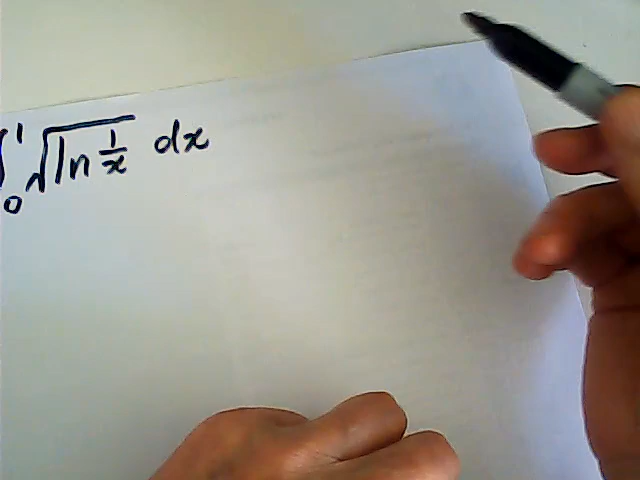 ∫₀¹ √(ln 1/x) dx